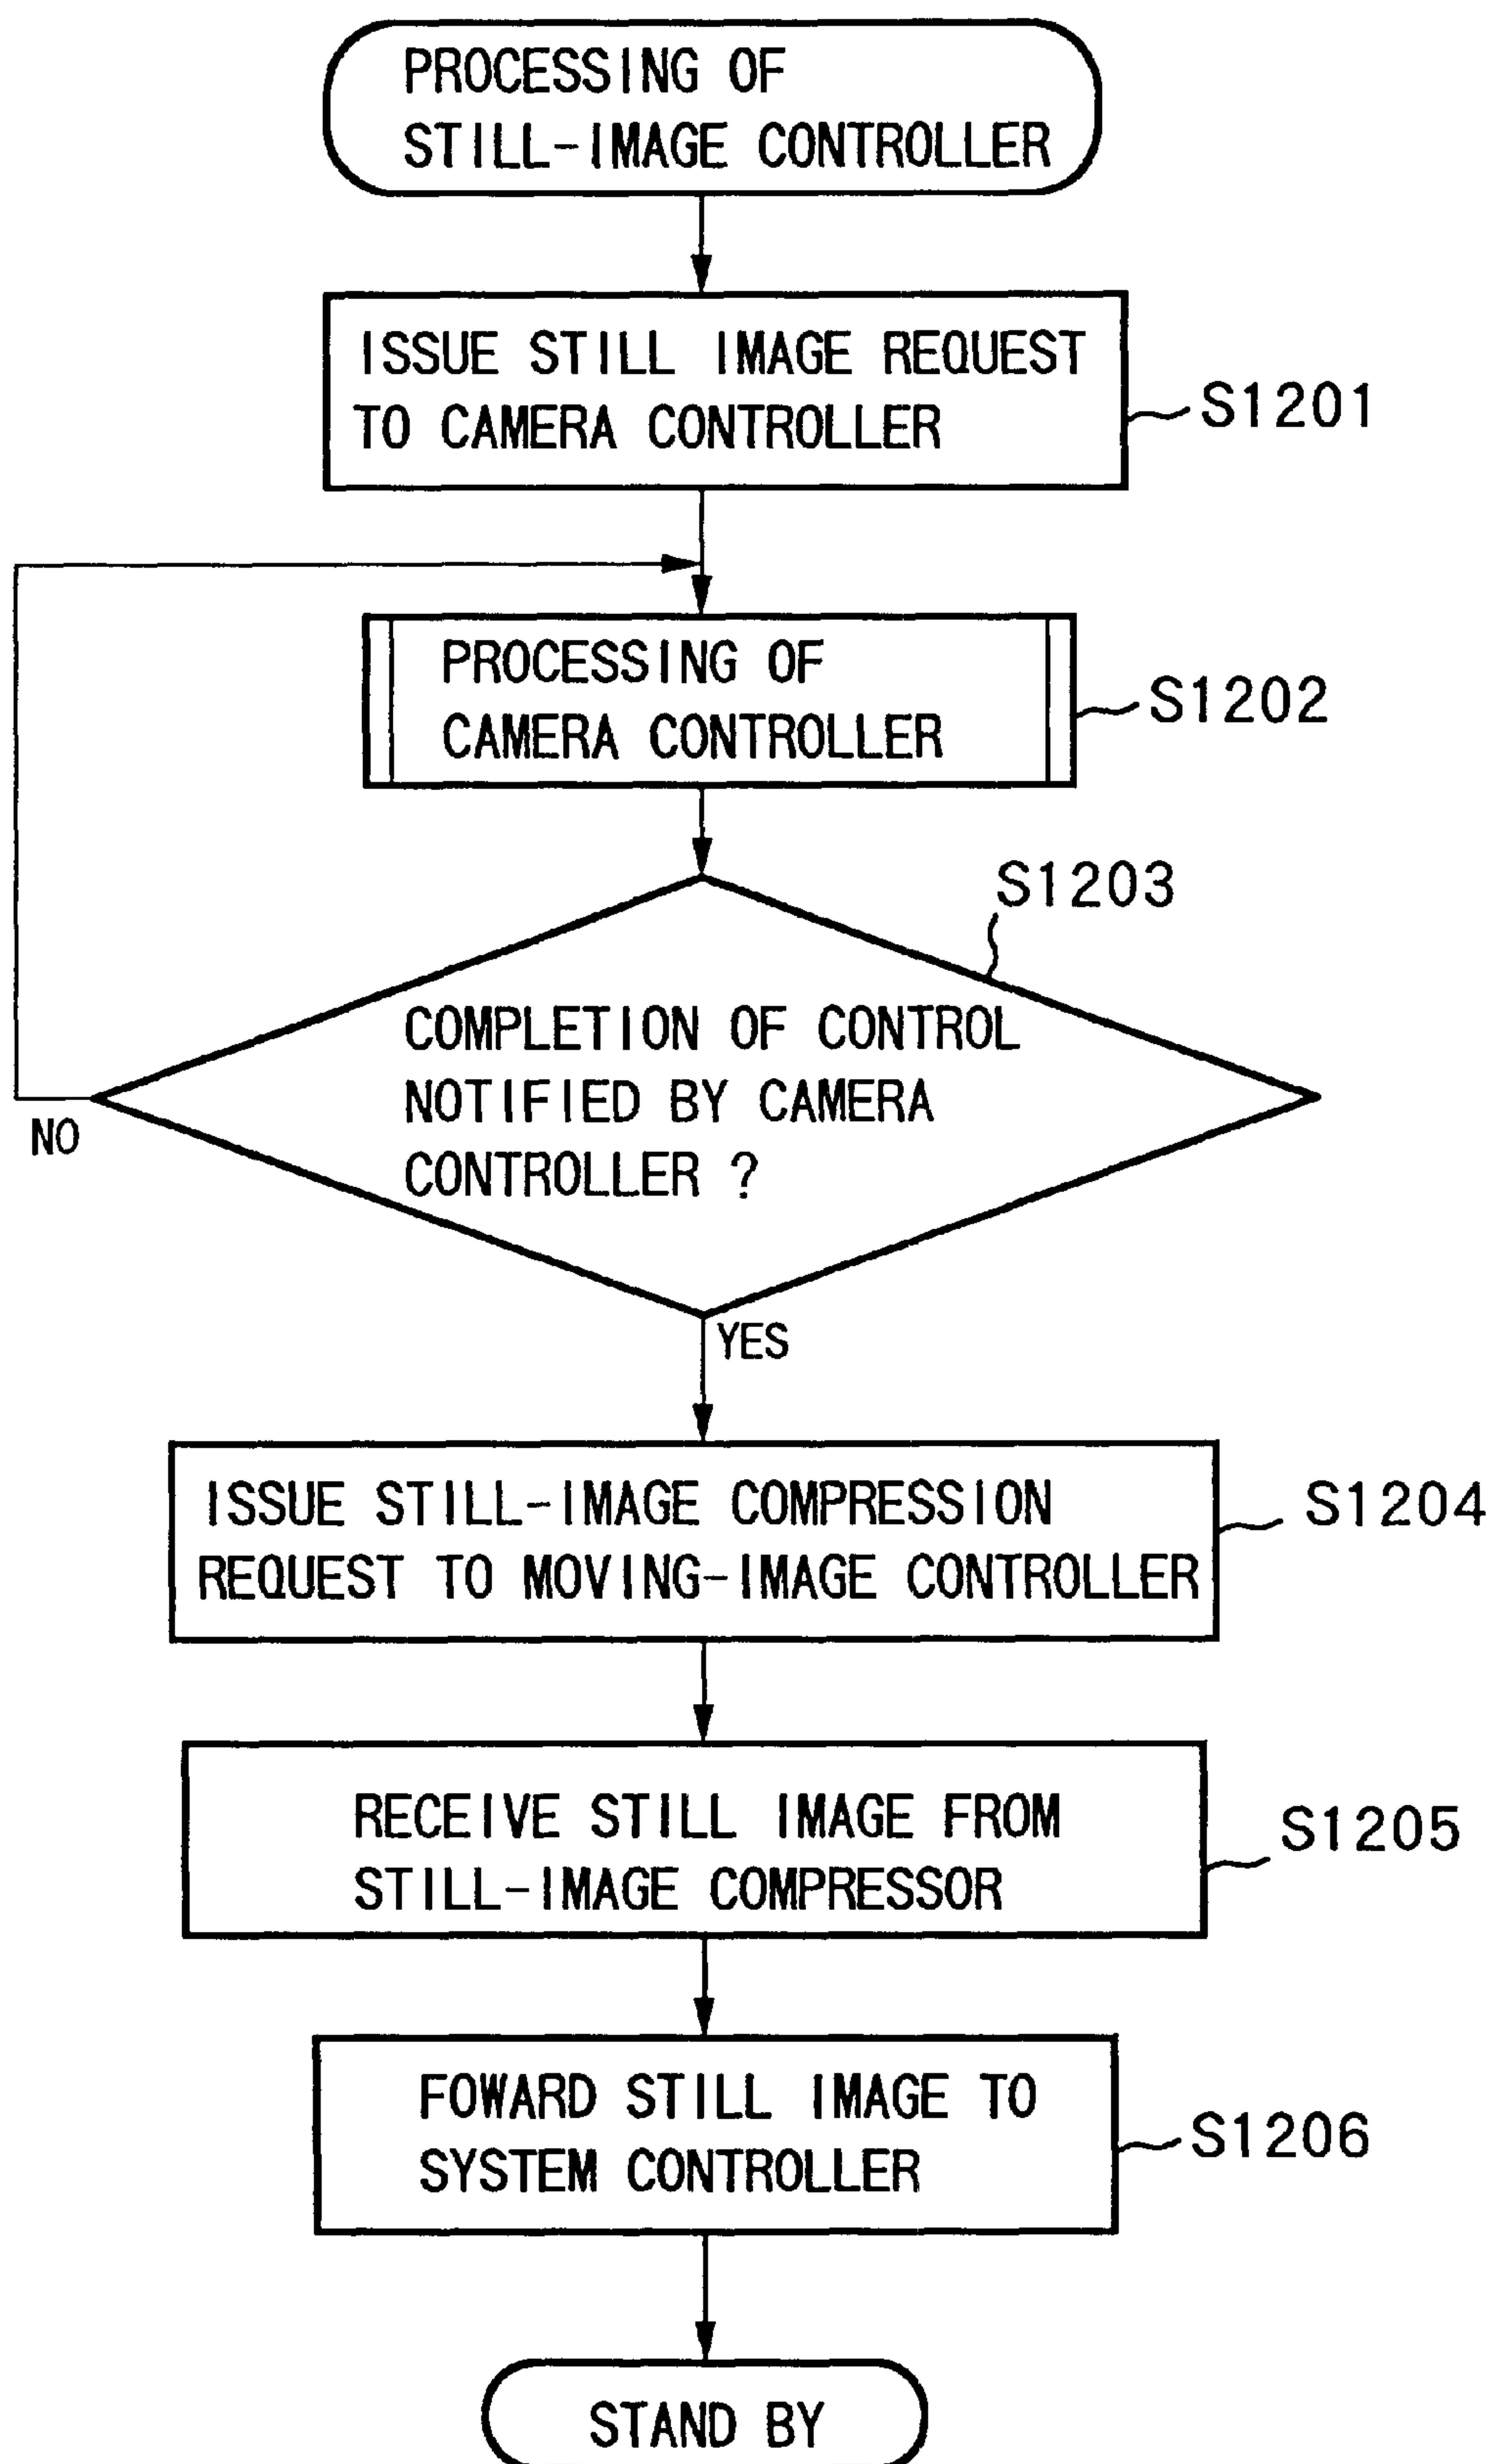 PROCESSING OF
STILL-IMAGE CONTROLLER
ISSUE STILL IMAGE REQUEST
TO CAMERA CONTROLLER
S1201
PROCESSING OF
CAMERA CONTROLLER
S1202
S1203
COMPLETION OF CONTROL
NOTIFIED BY CAMERA
CONTROLLER ?
NO
YES
ISSUE STILL-IMAGE COMPRESSION
REQUEST TO MOVING-IMAGE CONTROLLER
S1204
RECEIVE STILL IMAGE FROM
STILL-IMAGE COMPRESSOR
S1205
FOWARD STILL IMAGE TO
SYSTEM CONTROLLER
S1206
STAND BY